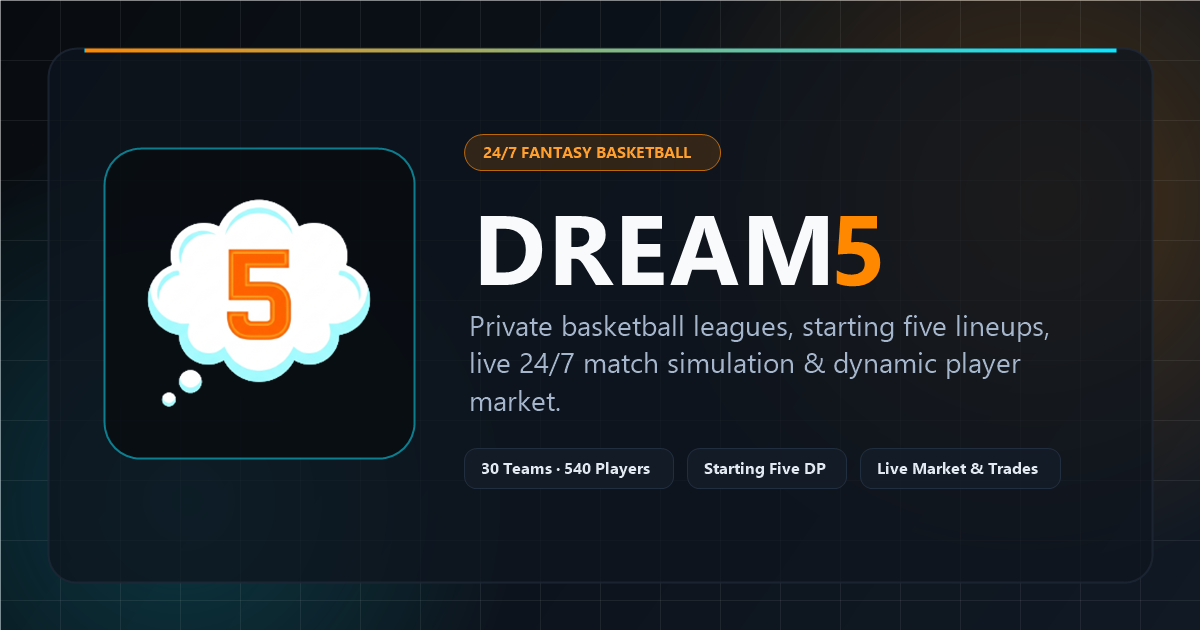 24/7 FANTASY BASKETBALL
5
DREAM5
Private basketball leagues, starting five lineups,
live 24/7 match simulation & dynamic player
market.
30 Teams · 540 Players
Starting Five DP
Live Market & Trades